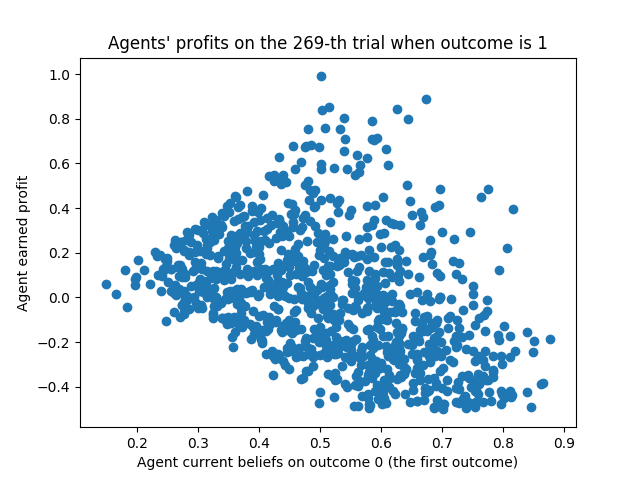 Agents' profits on the 269-th trial when outcome is 1
1.0
0.8
0.6
0.4
0.2
0.0
−0.2
−0.4
Agent earned profit
0.2 0.3 0.4 0.5 0.6 0.7 0.8 0.9
Agent current beliefs on outcome 0 (the first outcome)